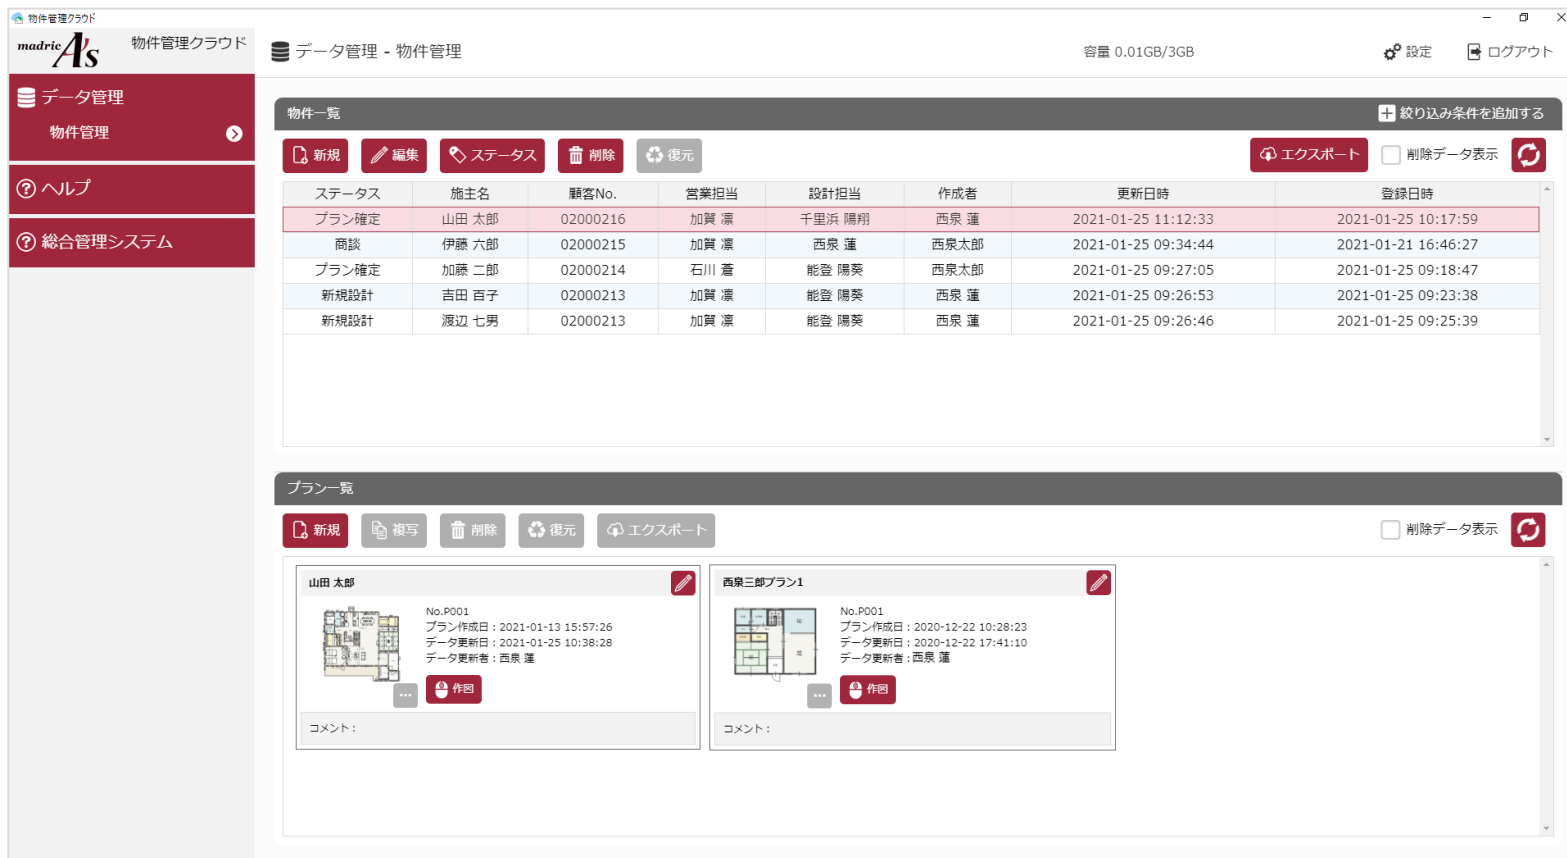 物件管理クラウド
madric A's 物件管理クラウド
データ管理 - 物件管理
容量 0.01GB/3GB
設定
ログアウト
データ管理
物件管理
ヘルプ
総合管理システム
物件一覧
絞り込み条件を追加する
新規 編集 ステータス 削除 復元 エクスポート 削除データ表示
ステータス 施主名 顧客No. 営業担当 設計担当 作成者 更新日時 登録日時
プラン確定 山田 太郎 02000216 加賀 凛 千里浜 陽翔 西泉 蓮 2021-01-25 11:12:33 2021-01-25 10:17:59
商談 伊藤 六郎 02000215 加賀 凛 西泉 蓮 西泉太郎 2021-01-25 09:34:44 2021-01-21 16:46:27
プラン確定 加藤 二郎 02000214 石川 蒼 能登 陽葵 西泉太郎 2021-01-25 09:27:05 2021-01-25 09:18:47
新規設計 吉田 百子 02000213 加賀 凛 能登 陽葵 西泉 蓮 2021-01-25 09:26:53 2021-01-25 09:23:38
新規設計 渡辺 七男 02000213 加賀 凛 能登 陽葵 西泉 蓮 2021-01-25 09:26:46 2021-01-25 09:25:39
プラン一覧
新規 複写 削除 復元 エクスポート 削除データ表示
山田 太郎
No.P001
プラン作成日：2021-01-13 15:57:26
データ更新日：2021-01-25 10:38:28
データ更新者：西泉 蓮
作図
コメント：
西泉三郎プラン1
No.P001
プラン作成日：2020-12-22 10:28:23
データ更新日：2020-12-22 17:41:10
データ更新者：西泉 蓮
作図
コメント：